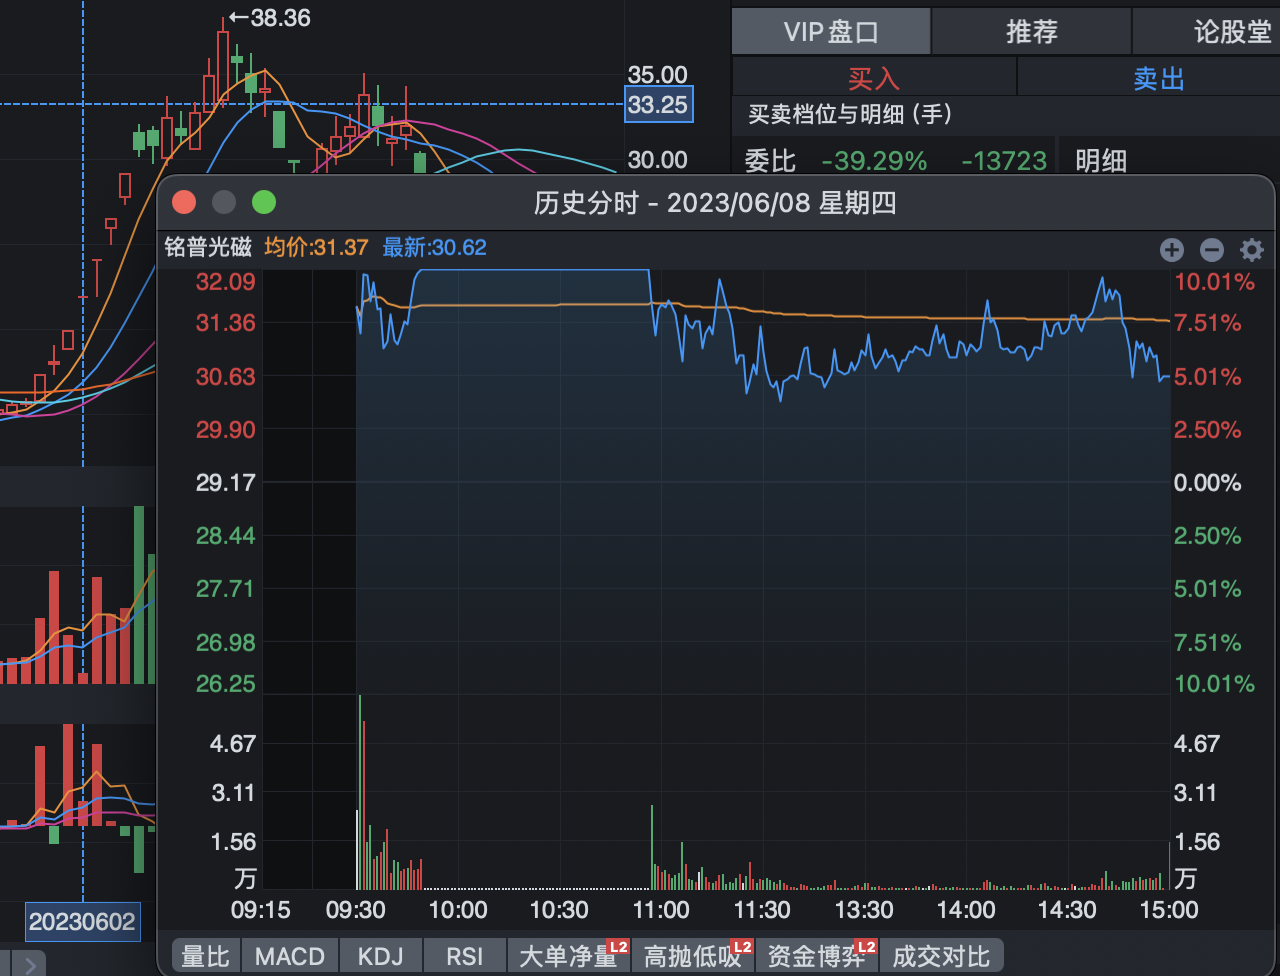 ←38.36
35.00
33.25
30.00
VIP盘口 推荐 论股堂
买入 卖出
买卖档位与明细 (手)
委比 -39.29% -13723 明细
历史分时 - 2023/06/08 星期四
铭普光磁 均价:31.37 最新:30.62
32.09 10.01%
31.36 7.51%
30.63 5.01%
29.90 2.50%
29.17 0.00%
28.44 2.50%
27.71 5.01%
26.98 7.51%
26.25 10.01%
4.67 4.67
3.11 3.11
1.56 1.56
万 万
09:15 09:30 10:00 10:30 11:00 11:30 13:30 14:00 14:30 15:00
20230602
量比 MACD KDJ RSI 大单净量 L2 高抛低吸 L2 资金博弈 L2 成交对比